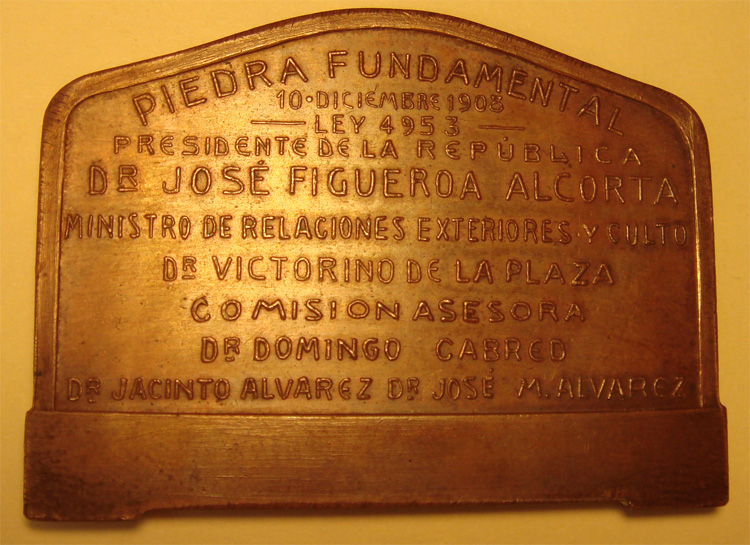 PIEDRA FUNDAMENTAL
10·DICIÉMBRE 1908
— LEY 4953 —
PRESIDENTE DE LA REPÚBLICA
DR JOSÉ FIGUEROA ALCORTA
MINISTRO DE RELACIONES EXTERIORES·Y CULTO
DR VICTORINO DE LA PLAZA
COMISION ASESORA
DR DOMINGO CABRED
DR JACINTO ALVAREZ DR JOSÉ M. ALVAREZ